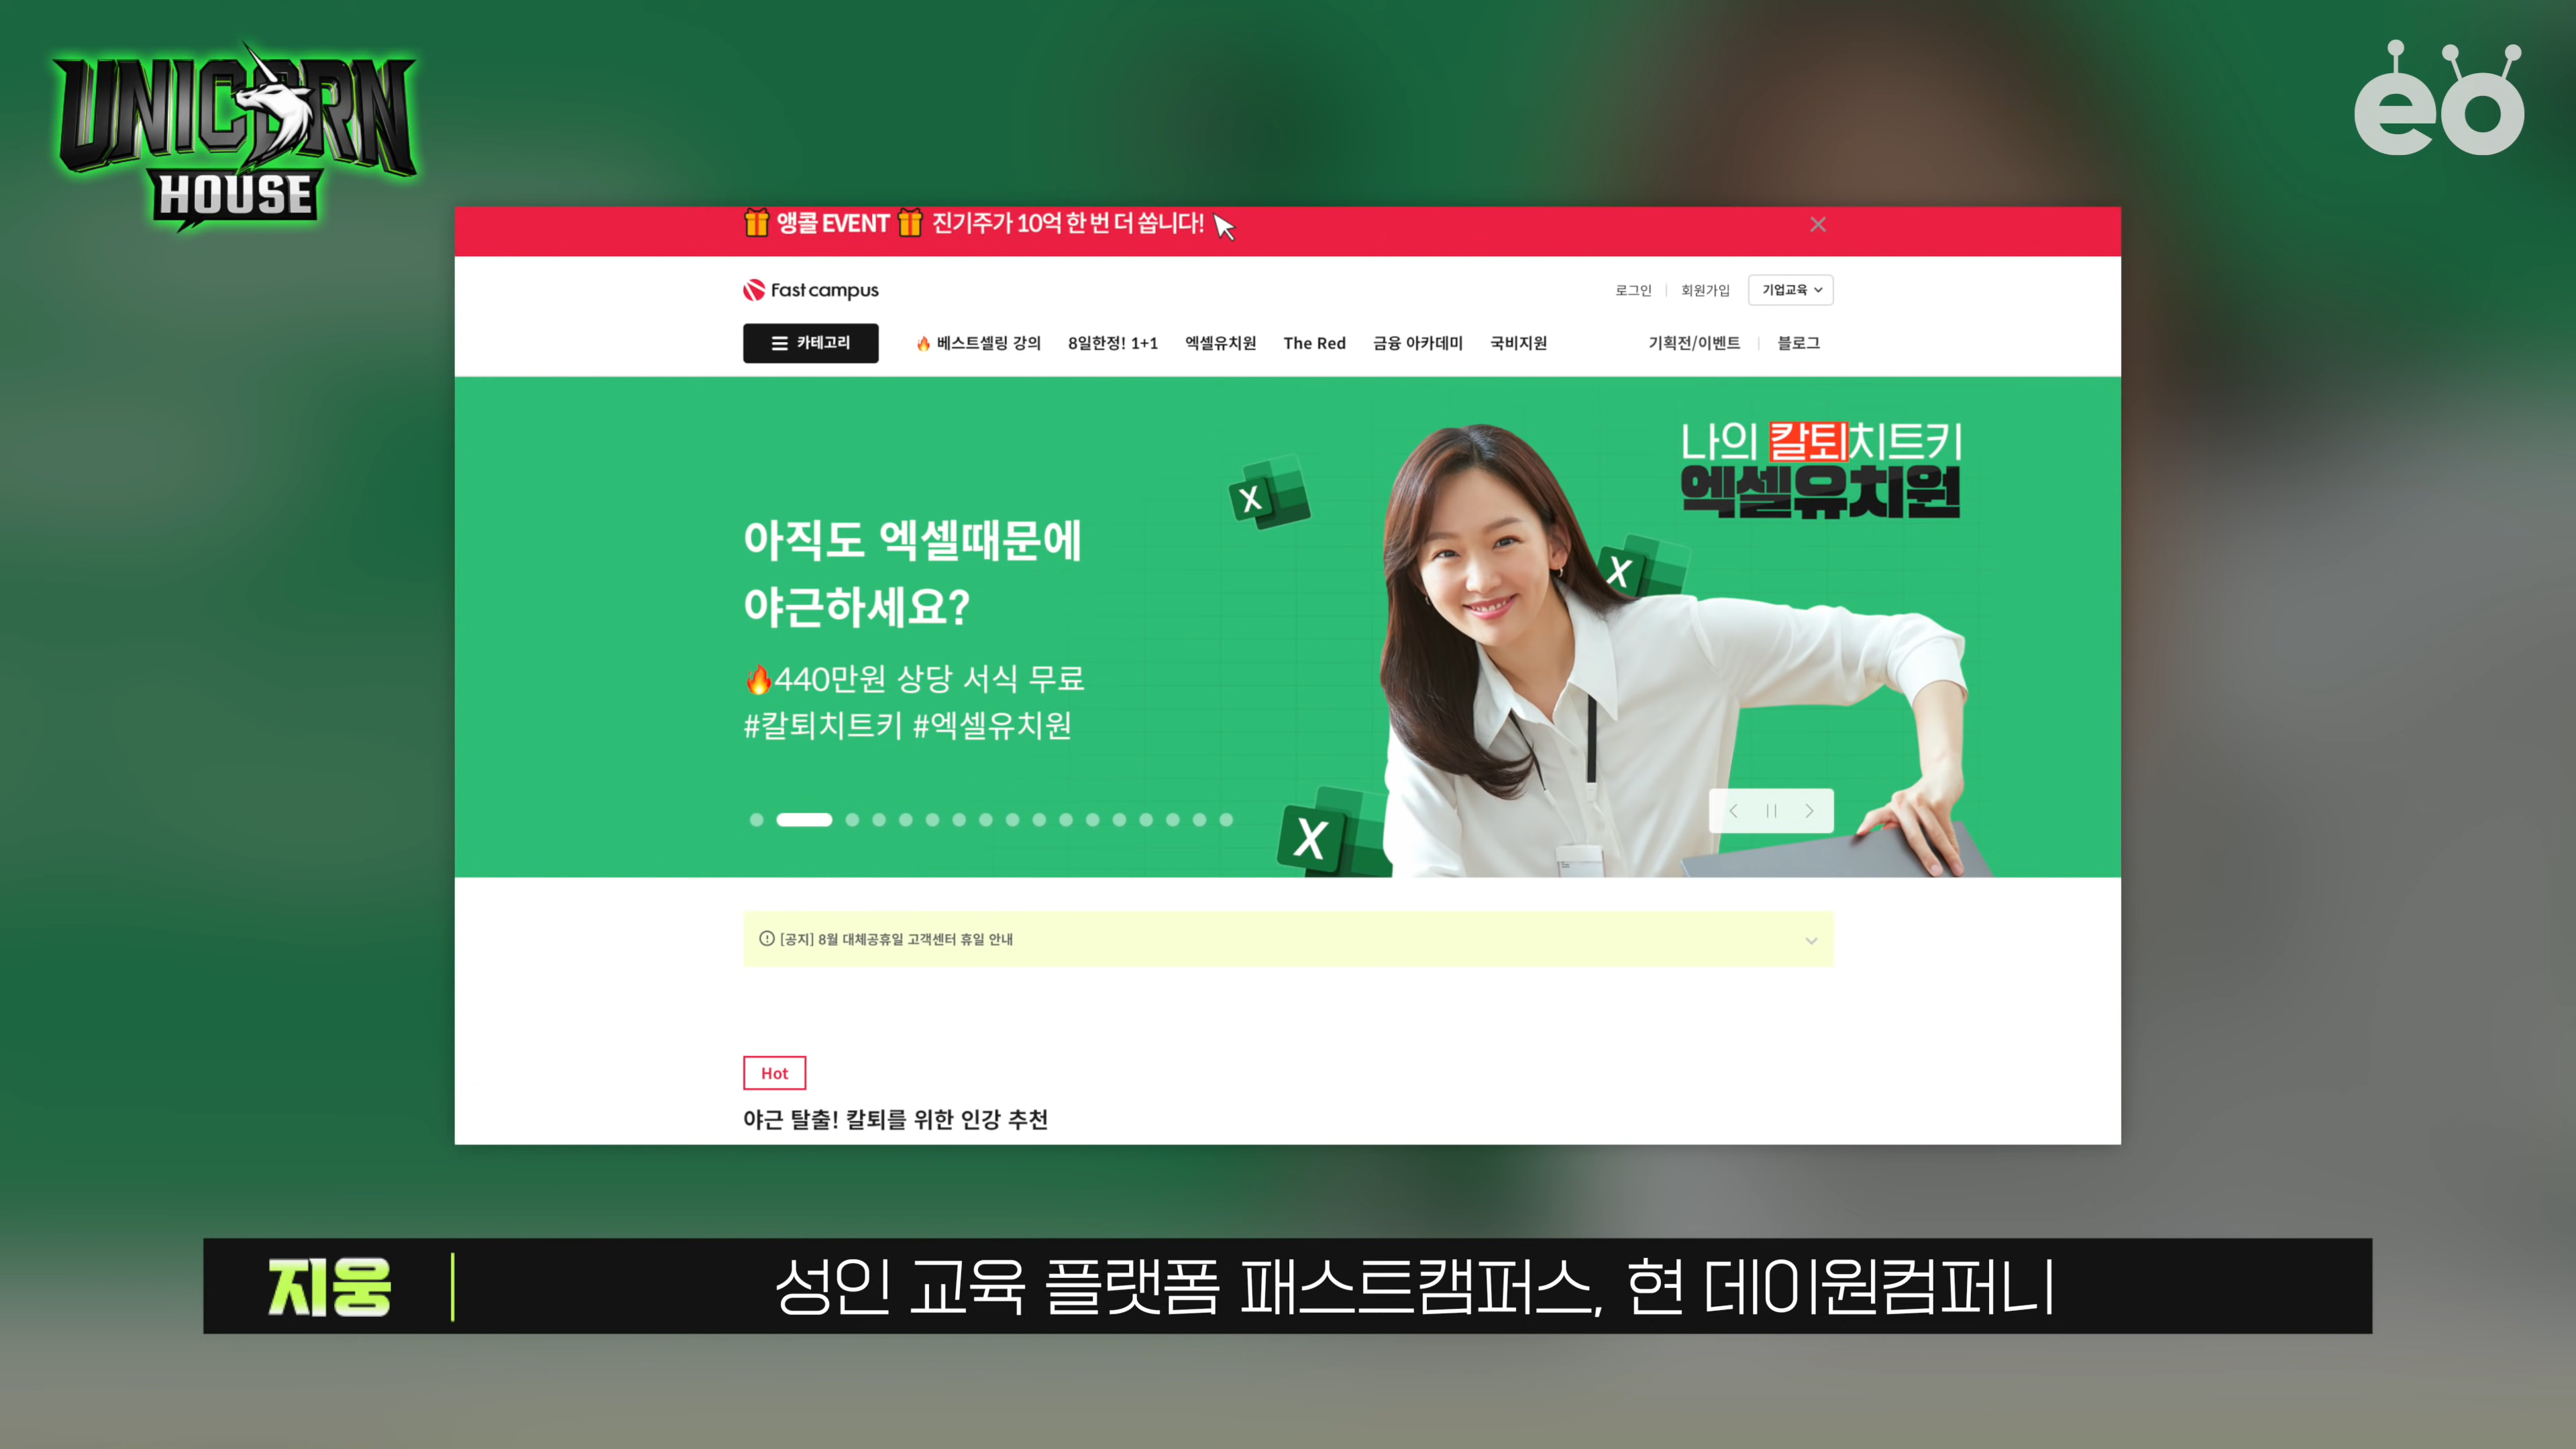 UNICORN
HOUSE
eo
앵콜 EVENT 진기주가 10억 한 번 더 쏩니다!
Fast campus
로그인 | 회원가입 기업교육
카테고리 베스트셀링 강의 8일한정! 1+1 엑셀유치원 The Red 금융 아카데미 국비지원 기획전/이벤트 | 블로그
나의 칼퇴치트키
엑셀유치원
아직도 엑셀때문에
야근하세요?
440만원 상당 서식 무료
#칼퇴치트키 #엑셀유치원
X
X
X
[공지] 8월 대체공휴일 고객센터 휴일 안내
Hot
야근 탈출! 칼퇴를 위한 인강 추천
지웅 | 성인 교육 플랫폼 패스트캠퍼스, 현 데이원컴퍼니